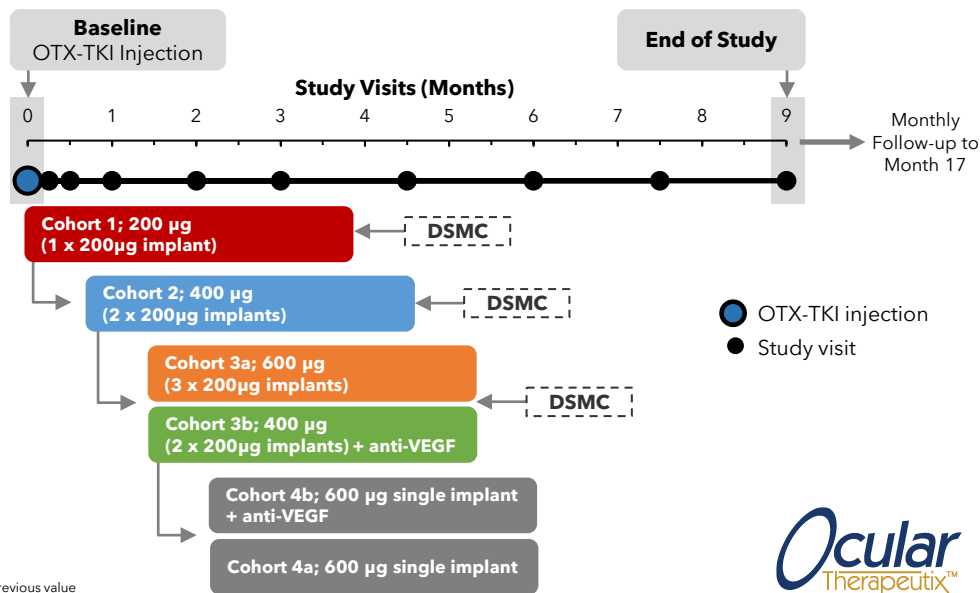 Baseline
OTX-TKI Injection
End of Study
Study Visits (Months)
0 1 2 3 4 5 6 7 8 9
Monthly
Follow-up to
Month 17
Cohort 1; 200 µg
(1 x 200µg implant)
DSMC
Cohort 2; 400 µg
(2 x 200µg implants)
DSMC
OTX-TKI injection
Study visit
Cohort 3a; 600 µg
(3 x 200µg implants)
DSMC
Cohort 3b; 400 µg
(2 x 200µg implants) + anti-VEGF
Cohort 4b; 600 µg single implant
+ anti-VEGF
Cohort 4a; 600 µg single implant
Ocular
Therapeutix™
value